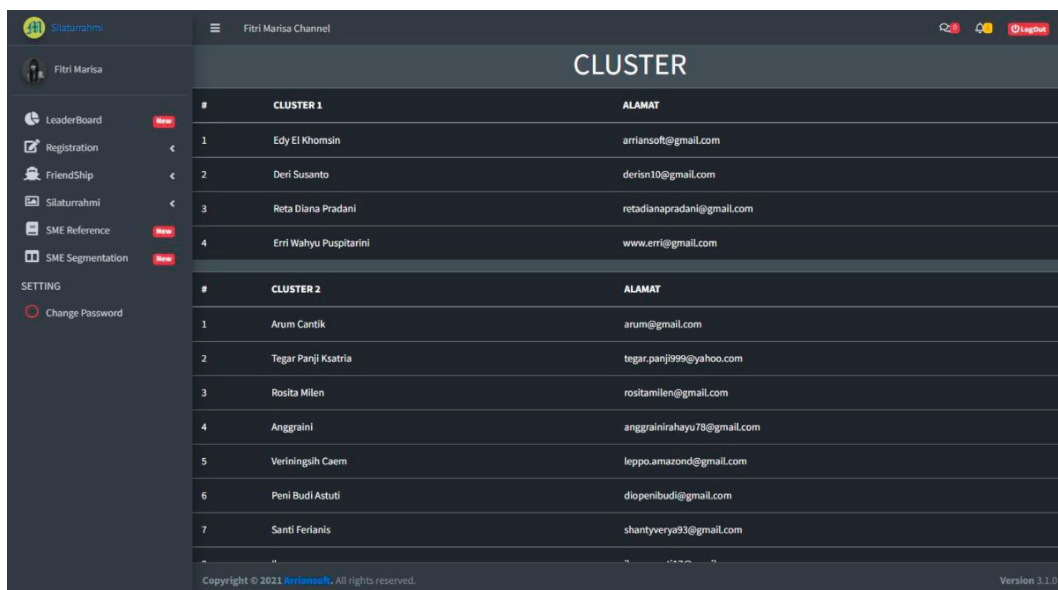 Silaturrahmi
Fitri Marisa Channel
0
0
LogOut
Fitri Marisa
LeaderBoard New
Registration
FriendShip
Silaturrahmi
SME Reference New
SME Segmentation New
SETTING
Change Password
CLUSTER
# CLUSTER 1 ALAMAT
1 Edy El Khomsin arriansoft@gmail.com
2 Deri Susanto derisn10@gmail.com
3 Reta Diana Pradani retadianapradani@gmail.com
4 Erri Wahyu Puspitarini www.erri@gmail.com
# CLUSTER 2 ALAMAT
1 Arum Cantik arum@gmail.com
2 Tegar Panji Ksatria tegar.panji999@yahoo.com
3 Rosita Milen rositamilen@gmail.com
4 Anggraini anggrainirahayu78@gmail.com
5 Veriningsih Caem leppo.amazond@gmail.com
6 Peni Budi Astuti diopenibudi@gmail.com
7 Santi Ferianis shantyverya93@gmail.com
Copyright © 2021 Arriansoft. All rights reserved. Version 3.1.0